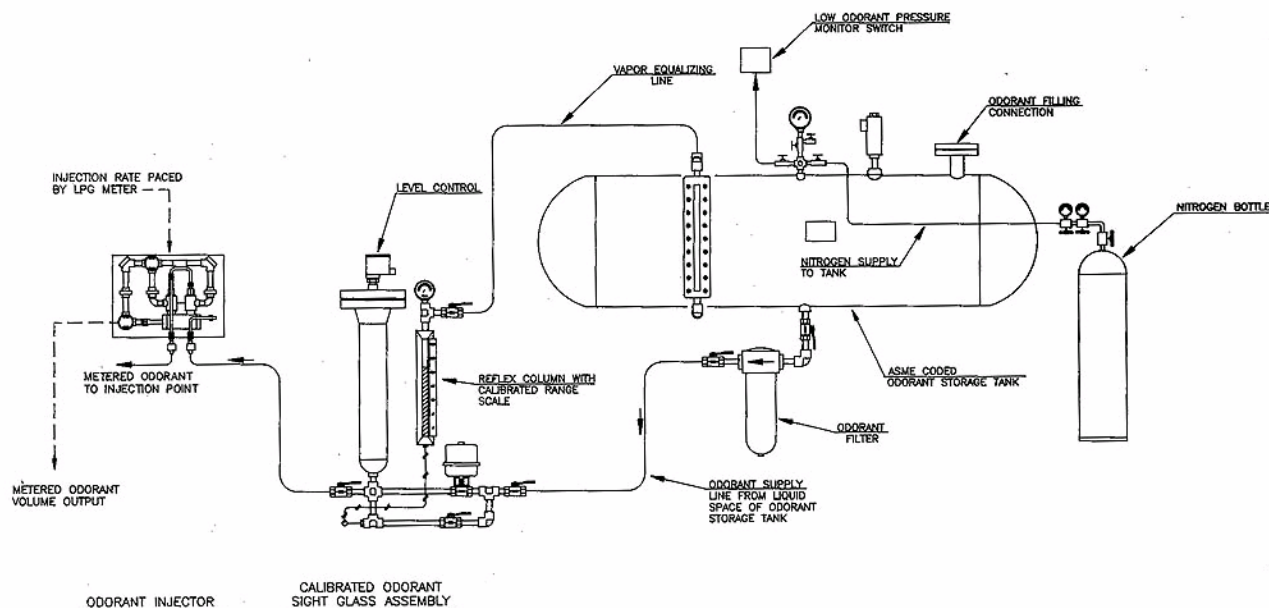 LOW ODORANT PRESSURE
MONITOR SWITCH
VAPOR EQUALIZING
LINE
ODORANT FILLING
CONNECTION
INJECTION RATE PACED
BY LPG METER
LEVEL CONTROL
NITROGEN BOTTLE
NITROGEN SUPPLY
TO TANK
METERED ODORANT
TO INJECTION POINT
REFLEX COLUMN WITH
CALIBRATED RANGE
SCALE
ASME CODED
ODORANT STORAGE
TANK
ODORANT
FILTER
METERED ODORANT
VOLUME OUTPUT
ODORANT SUPPLY
LINE FROM LIQUID
SPACE OF ODORANT
STORAGE TANK
ODORANT INJECTOR
CALIBRATED ODORANT
SIGHT GLASS ASSEMBLY